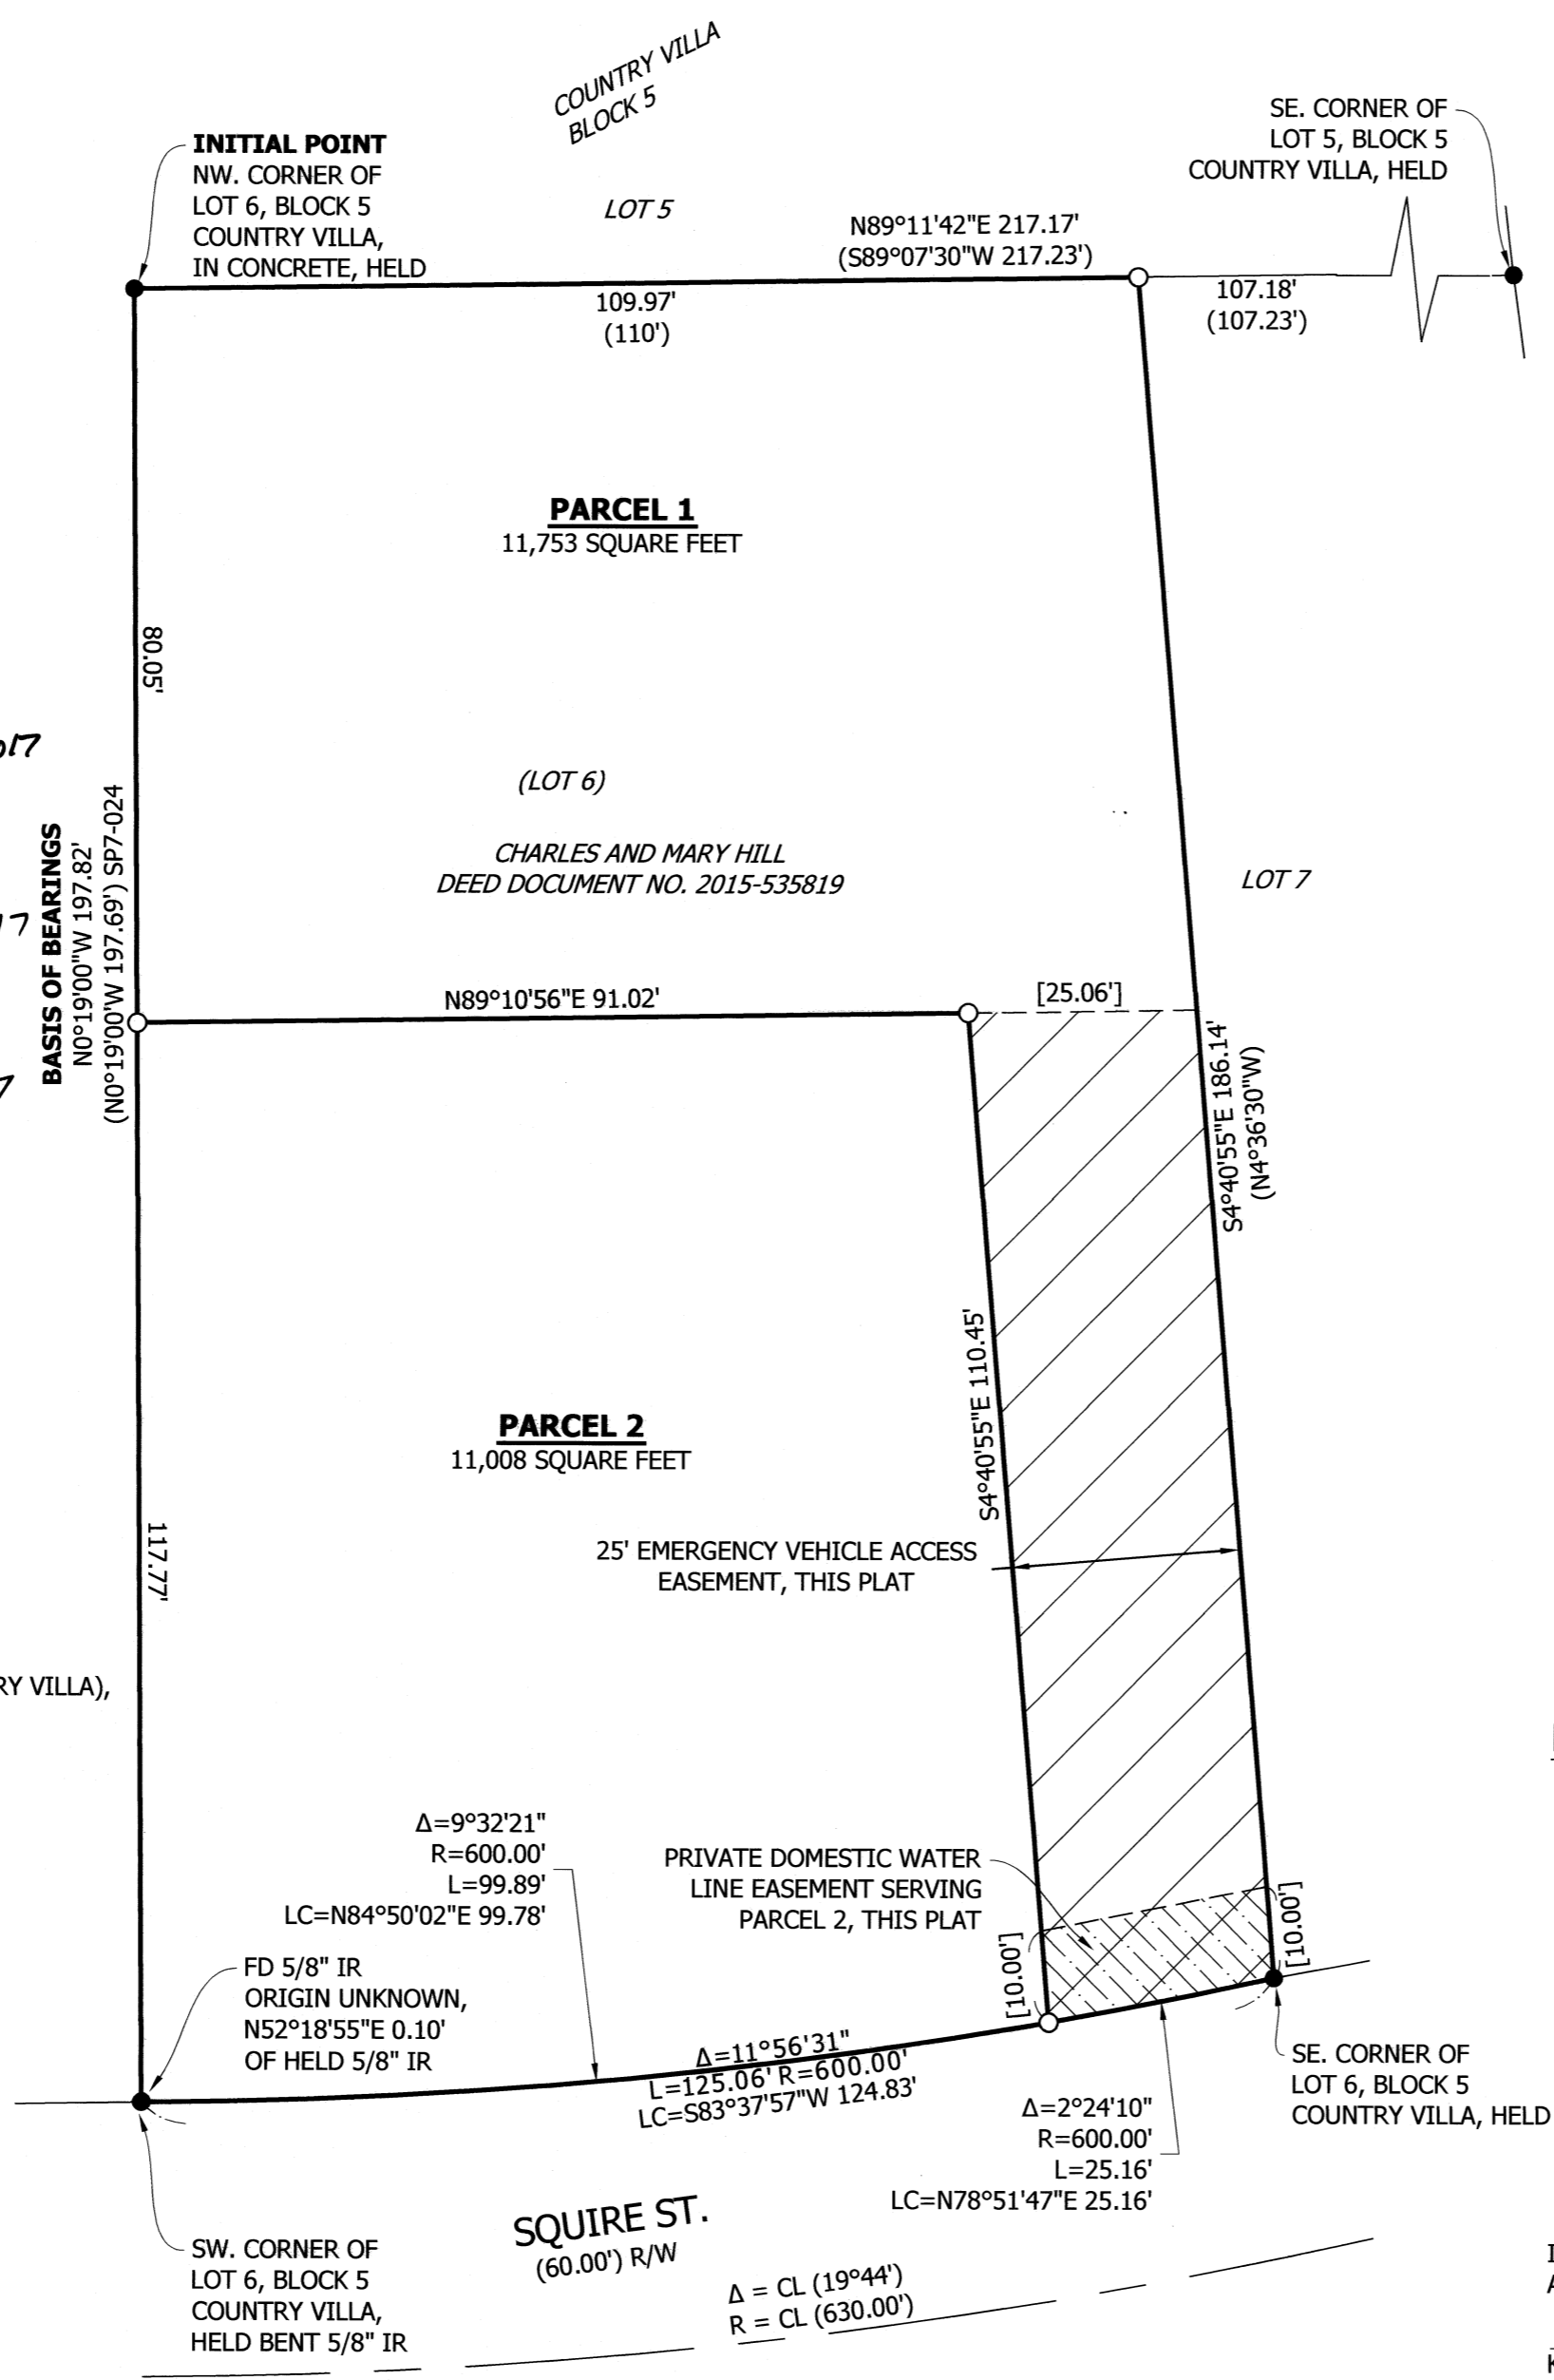 COUNTRY VILLA
BLOCK 5
INITIAL POINT
NW. CORNER OF
LOT 6, BLOCK 5
COUNTRY VILLA,
IN CONCRETE, HELD
LOT 5
SE. CORNER OF
LOT 5, BLOCK 5
COUNTRY VILLA, HELD
N89°11'42"E 217.17'
(S89°07'30"W 217.23')
109.97'
(110')
107.18'
(107.23')
PARCEL 1
11,753 SQUARE FEET
80.05'
(LOT 6)
CHARLES AND MARY HILL
DEED DOCUMENT NO. 2015-535819
LOT 7
BASIS OF BEARINGS
N0°19'00"W 197.82'
(N0°19'00"W 197.69') SP7-024
N89°10'56"E 91.02'
[25.06']
S4°40'55"E 186.14'
(N4°36'30"W)
S4°40'55"E 110.45'
PARCEL 2
11,008 SQUARE FEET
117.77'
25' EMERGENCY VEHICLE ACCESS
EASEMENT, THIS PLAT
RY VILLA),
Δ=9°32'21"
R=600.00'
L=99.89'
LC=N84°50'02"E 99.78'
PRIVATE DOMESTIC WATER
LINE EASEMENT SERVING
PARCEL 2, THIS PLAT
[10.00']
[10.00']
FD 5/8" IR
ORIGIN UNKNOWN,
N52°18'55"E 0.10'
OF HELD 5/8" IR
Δ=11°56'31"
L=125.06' R=600.00'
LC=S83°37'57"W 124.83'
SE. CORNER OF
LOT 6, BLOCK 5
COUNTRY VILLA, HELD
Δ=2°24'10"
R=600.00'
L=25.16'
LC=N78°51'47"E 25.16'
SQUIRE ST.
(60.00') R/W
SW. CORNER OF
LOT 6, BLOCK 5
COUNTRY VILLA,
HELD BENT 5/8" IR
Δ = CL (19°44')
R = CL (630.00')